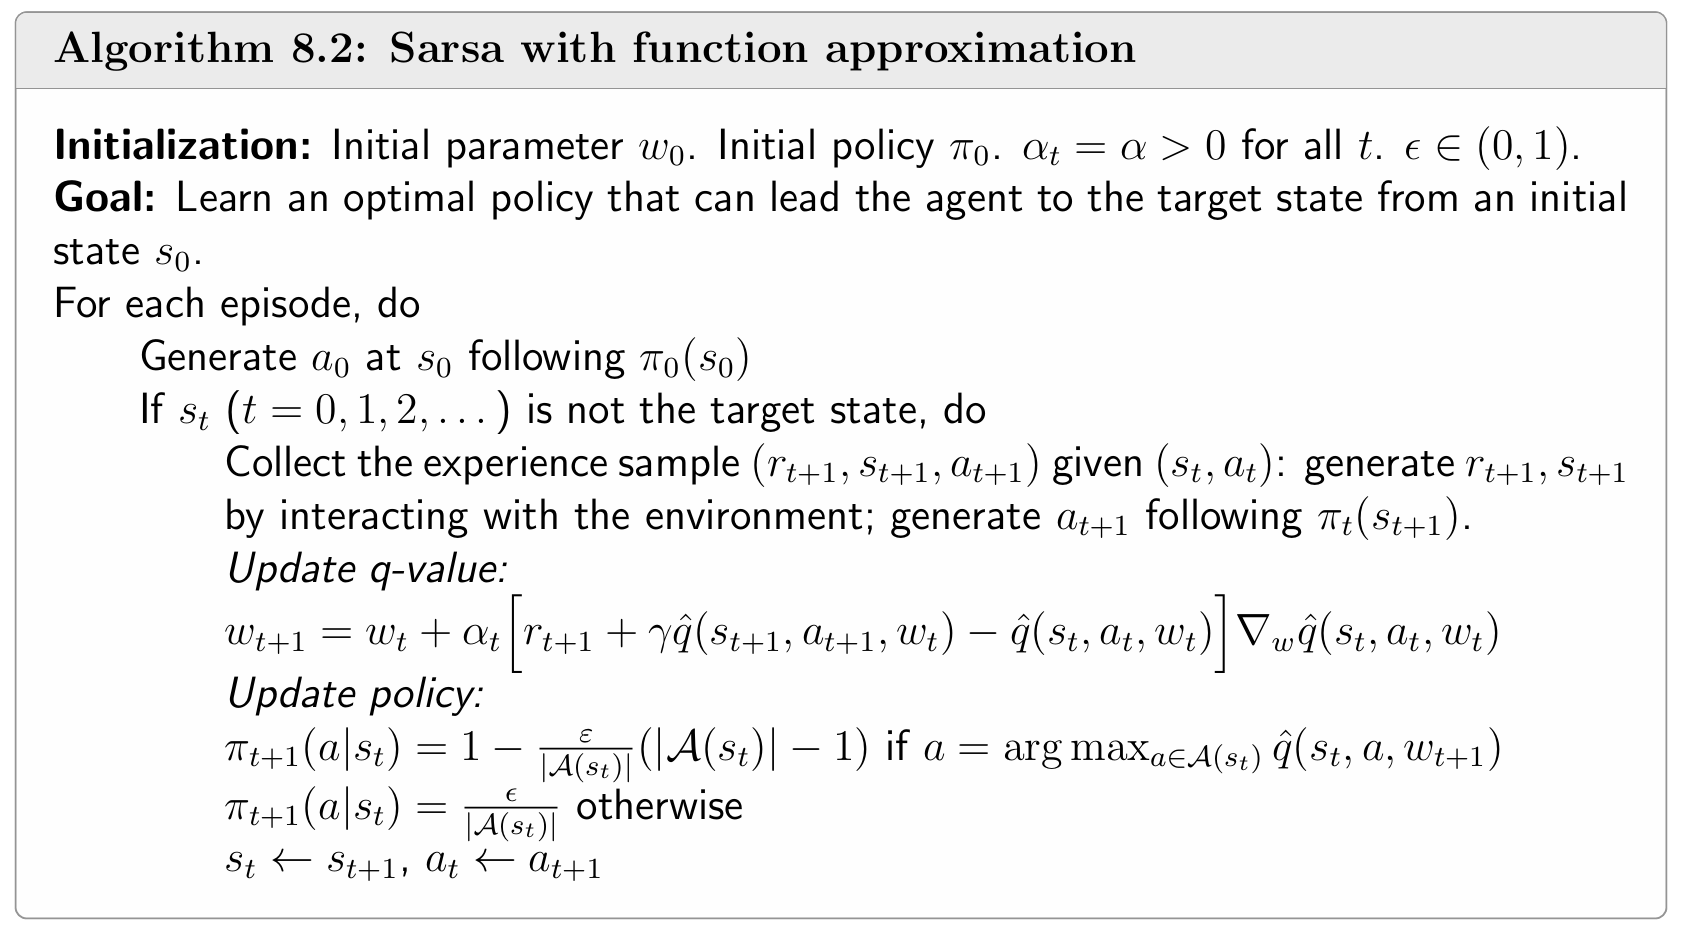 Algorithm 8.2: Sarsa with function approximation
Initialization: Initial parameter $w_0$. Initial policy $\pi_0$. $\alpha_t = \alpha > 0$ for all $t$. $\epsilon \in (0, 1)$.
Goal: Learn an optimal policy that can lead the agent to the target state from an initial
state $s_0$.
For each episode, do
Generate $a_0$ at $s_0$ following $\pi_0(s_0)$
If $s_t$ ($t = 0, 1, 2, \ldots$) is not the target state, do
Collect the experience sample $(r_{t+1}, s_{t+1}, a_{t+1})$ given $(s_t, a_t)$: generate $r_{t+1}, s_{t+1}$
by interacting with the environment; generate $a_{t+1}$ following $\pi_t(s_{t+1})$.
Update q-value:
$w_{t+1} = w_t + \alpha_t \Big[ r_{t+1} + \gamma \hat{q}(s_{t+1}, a_{t+1}, w_t) - \hat{q}(s_t, a_t, w_t) \Big] \nabla_w \hat{q}(s_t, a_t, w_t)$
Update policy:
$\pi_{t+1}(a|s_t) = 1 - \frac{\varepsilon}{|\mathcal{A}(s_t)|}(|\mathcal{A}(s_t)| - 1)$ if $a = \arg\max_{a \in \mathcal{A}(s_t)} \hat{q}(s_t, a, w_{t+1})$
$\pi_{t+1}(a|s_t) = \frac{\epsilon}{|\mathcal{A}(s_t)|}$ otherwise
$s_t \leftarrow s_{t+1}$, $a_t \leftarrow a_{t+1}$